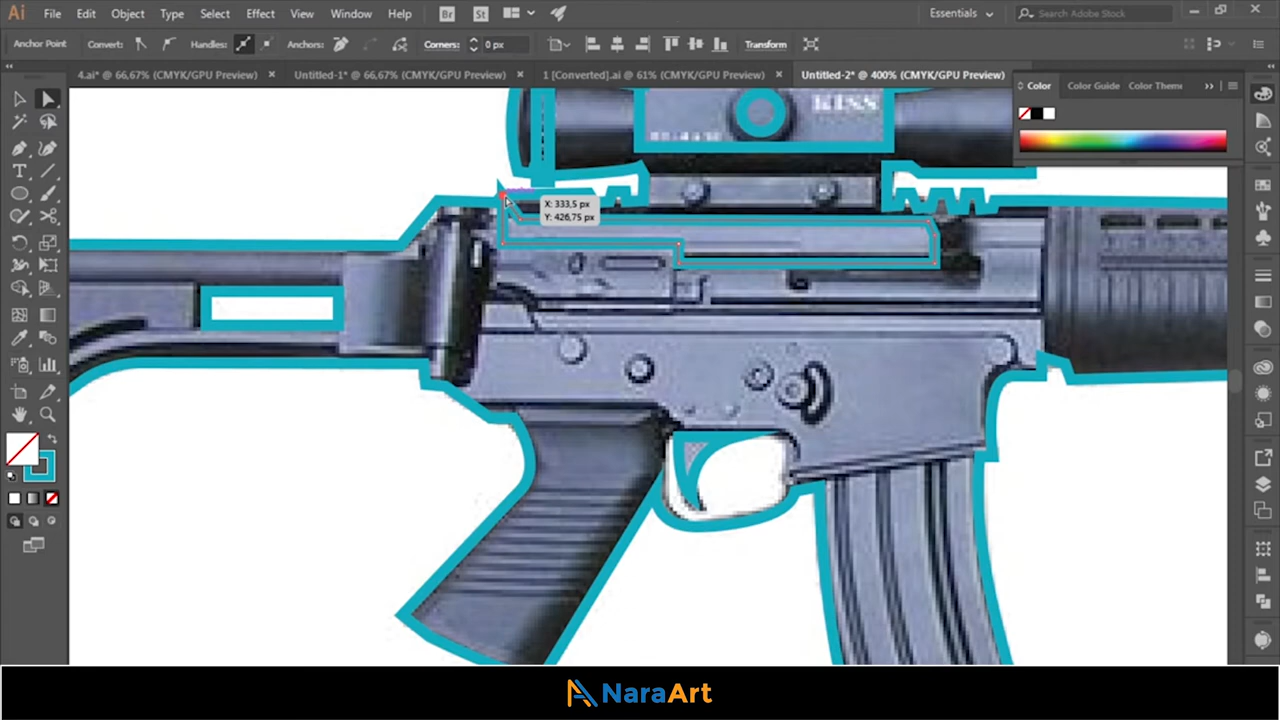 Ai File Edit Object Type Select Effect View Window Help Br St Essentials Search Adobe Stock
Anchor Point Convert: Handles: Anchors: Corners: 0 px Transform
4.ai* @ 66,67% (CMYK/GPU Preview) × Untitled-1* @ 66,67% (CMYK/GPU Preview) × 1 [Converted].ai @ 61% (CMYK/GPU Preview) × Untitled-2* @ 400% (CMYK/GPU Preview)
Color Color Guide Color Theme
KISS
X: 333,5 px
Y: 426,75 px
NaraArt